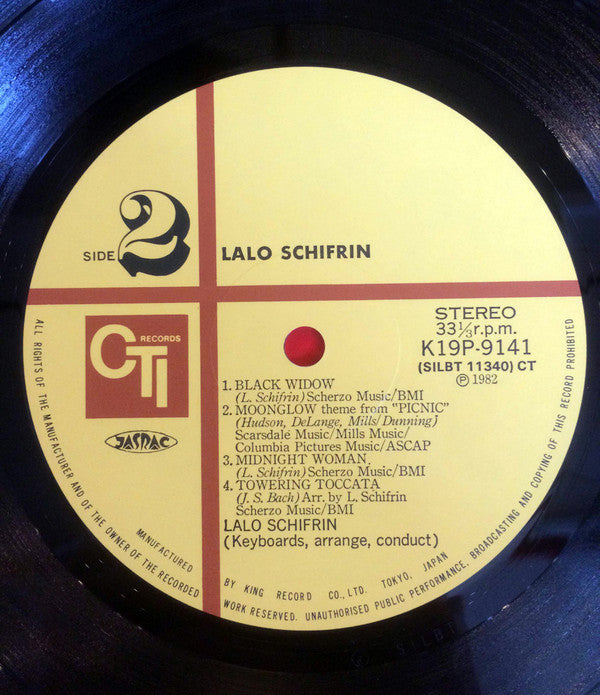 SIDE 2
LALO SCHIFRIN
CTI RECORDS
JASRAC
STEREO
33⅓r.p.m.
K19P-9141
(SILBT 11340) CT
Ⓟ 1982
1. BLACK WIDOW
(L. Schifrin) Scherzo Music/BMI
2. MOONGLOW theme from "PICNIC"
(Hudson, DeLange, Mills/Dunning)
Scarsdale Music/Mills Music/
Columbia Pictures Music/ASCAP
3. MIDNIGHT WOMAN
(L. Schifrin) Scherzo Music/BMI
4. TOWERING TOCCATA
(J. S. Bach) Arr. by L. Schifrin
Scherzo Music/BMI
LALO SCHIFRIN
(Keyboards, arrange, conduct)
MANUFACTURED BY KING RECORD CO., LTD. TOKYO, JAPAN
ALL RIGHTS OF THE MANUFACTURER AND OF THE OWNER OF THE RECORDED WORK RESERVED. UNAUTHORISED PUBLIC PERFORMANCE, BROADCASTING AND COPYING OF THIS RECORD PROHIBITED